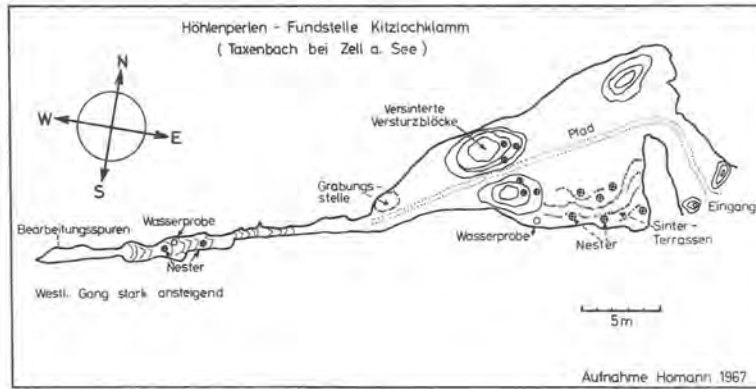 Höhlenperlen - Fundstelle Kitzlochklamm
( Taxenbach bei Zell a. See )
N
W
E
S
Versinterte
Versturzblöcke
Pfad
Grabungs-
stelle
Eingang
Bearbeitungsspuren
Wasserprobe
Nester
Wasserprobe
Nester
Sinter-
Terrassen
Westl. Gang stark ansteigend
5m
Aufnahme Homann 1967